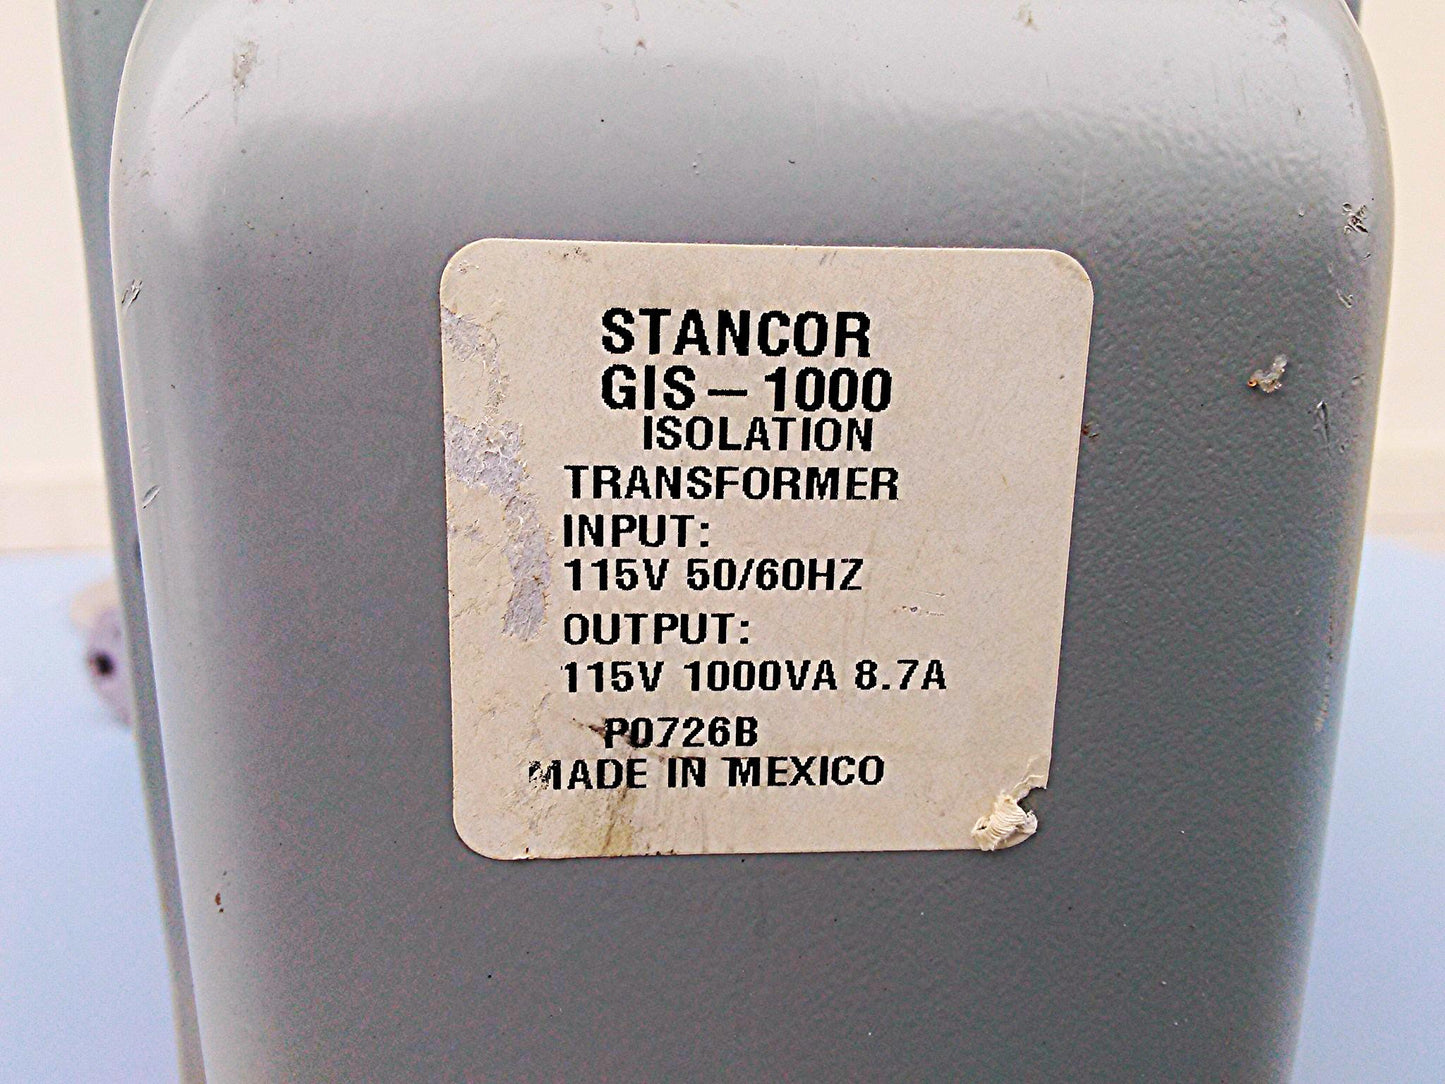 STANCOR
GIS-1000
ISOLATION
TRANSFORMER
INPUT:
115V 50/60HZ
OUTPUT:
115V 1000VA 8.7A
P0726B
MADE IN MEXICO